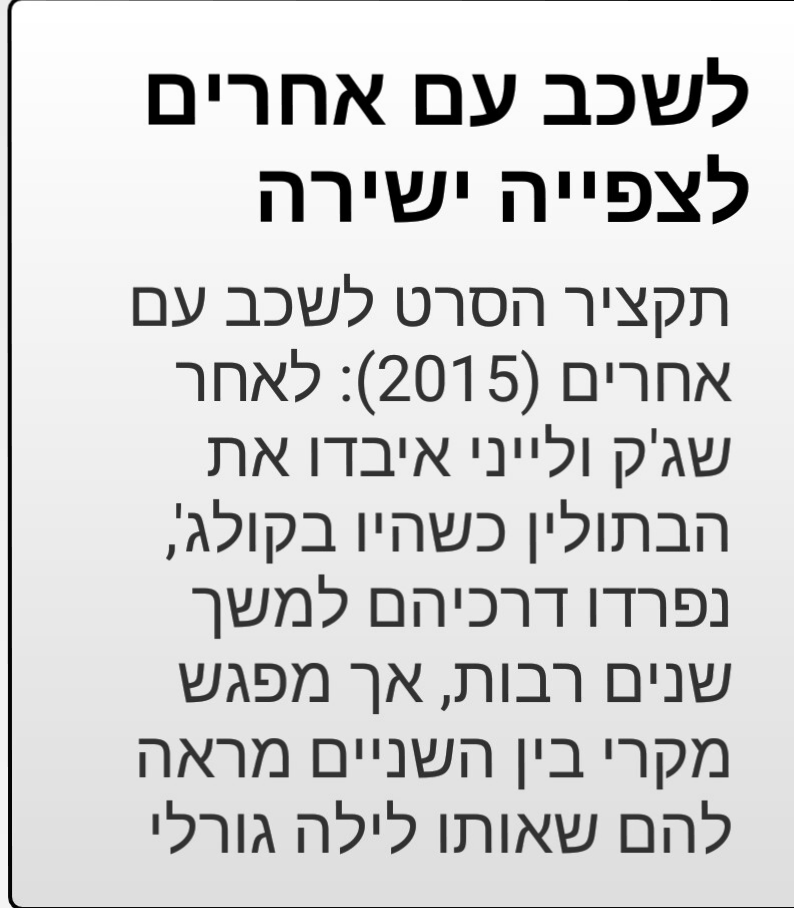 לשכב עם אחרים
לצפייה ישירה
תקציר הסרט לשכב עם
אחרים (2015): לאחר
שג'ק ולייני איבדו את
הבתולין כשהיו בקולג',
נפרדו דרכיהם למשך
שנים רבות, אך מפגש
מקרי בין השניים מראה
להם שאותו לילה גורלי